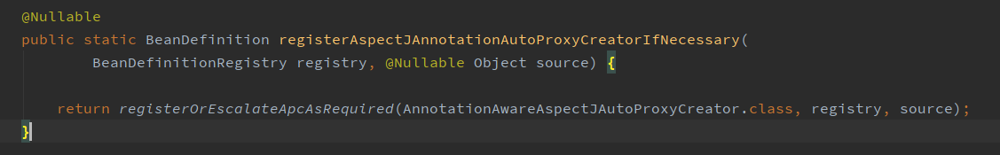 @Nullable
public static BeanDefinition registerAspectJAnnotationAutoProxyCreatorIfNecessary(
BeanDefinitionRegistry registry, @Nullable Object source) {
return registerOrEscalateApcAsRequired(AnnotationAwareAspectJAutoProxyCreator.class, registry, source);
}